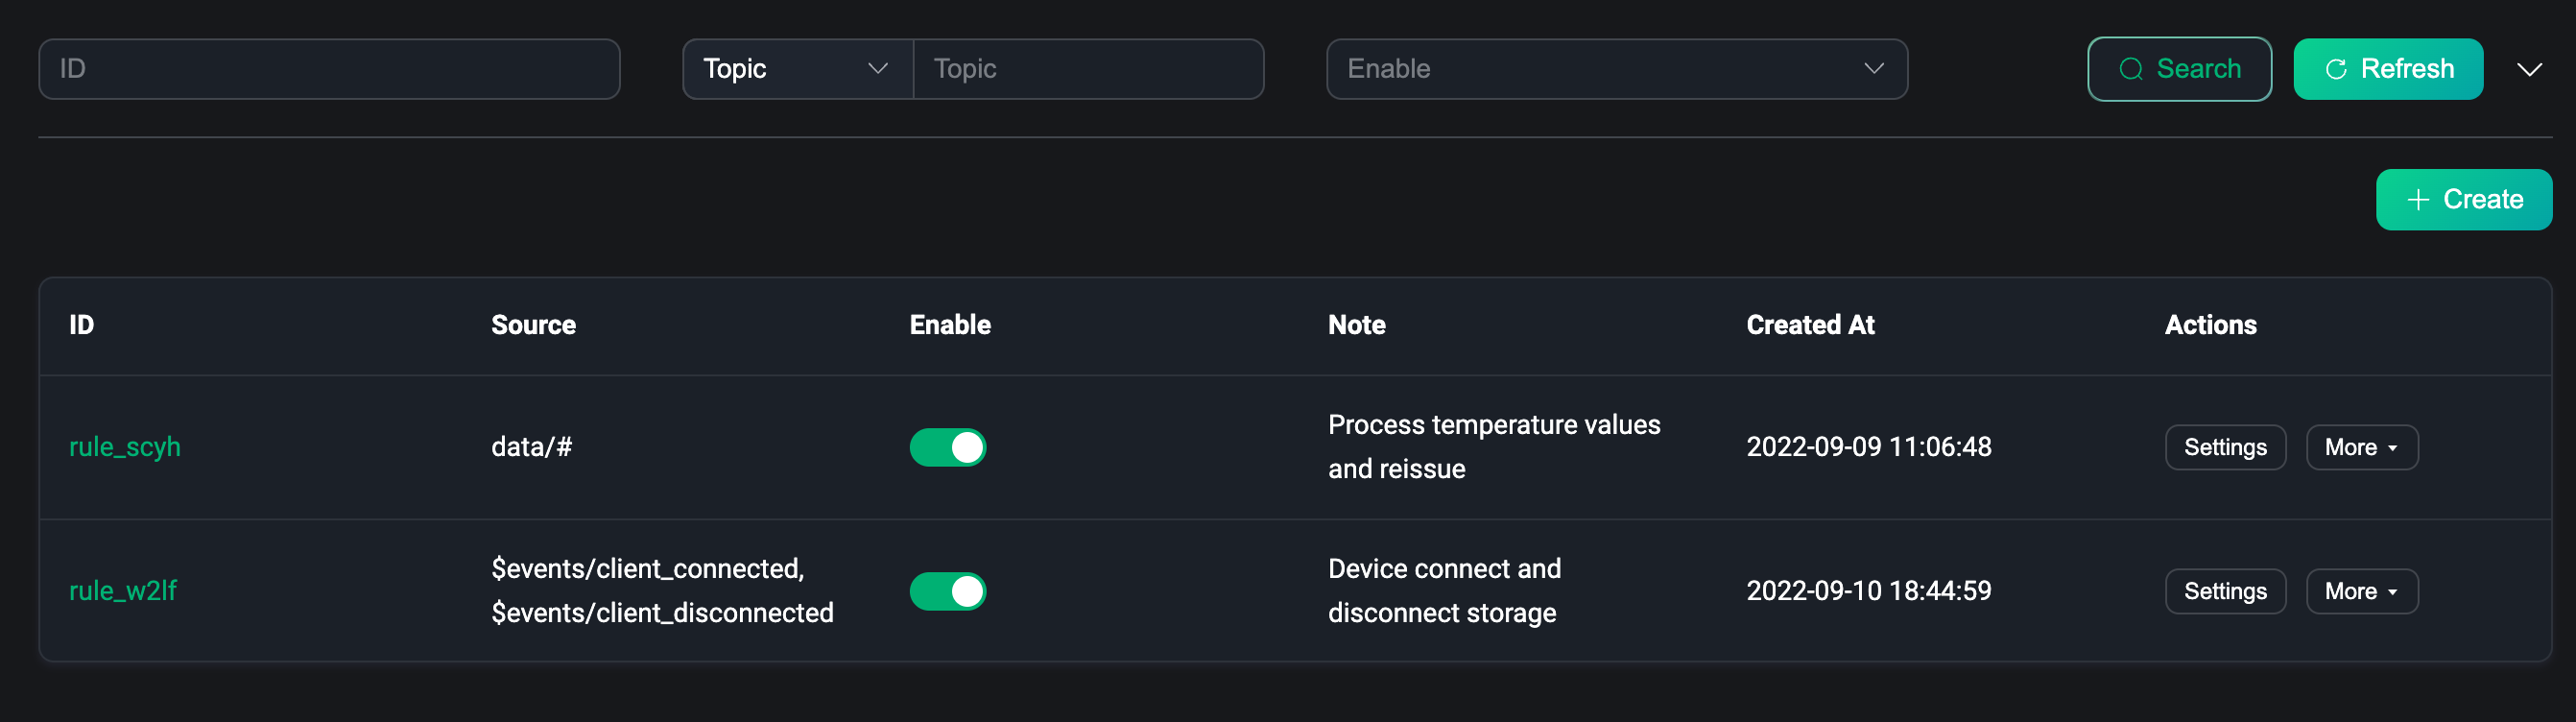 ID
Topic
Topic
Enable
Search
Refresh
Create
ID Source Enable Note Created At Actions
rule_scyh data/# Process temperature values and reissue 2022-09-09 11:06:48 Settings More
rule_w2lf $events/client_connected, $events/client_disconnected Device connect and disconnect storage 2022-09-10 18:44:59 Settings More